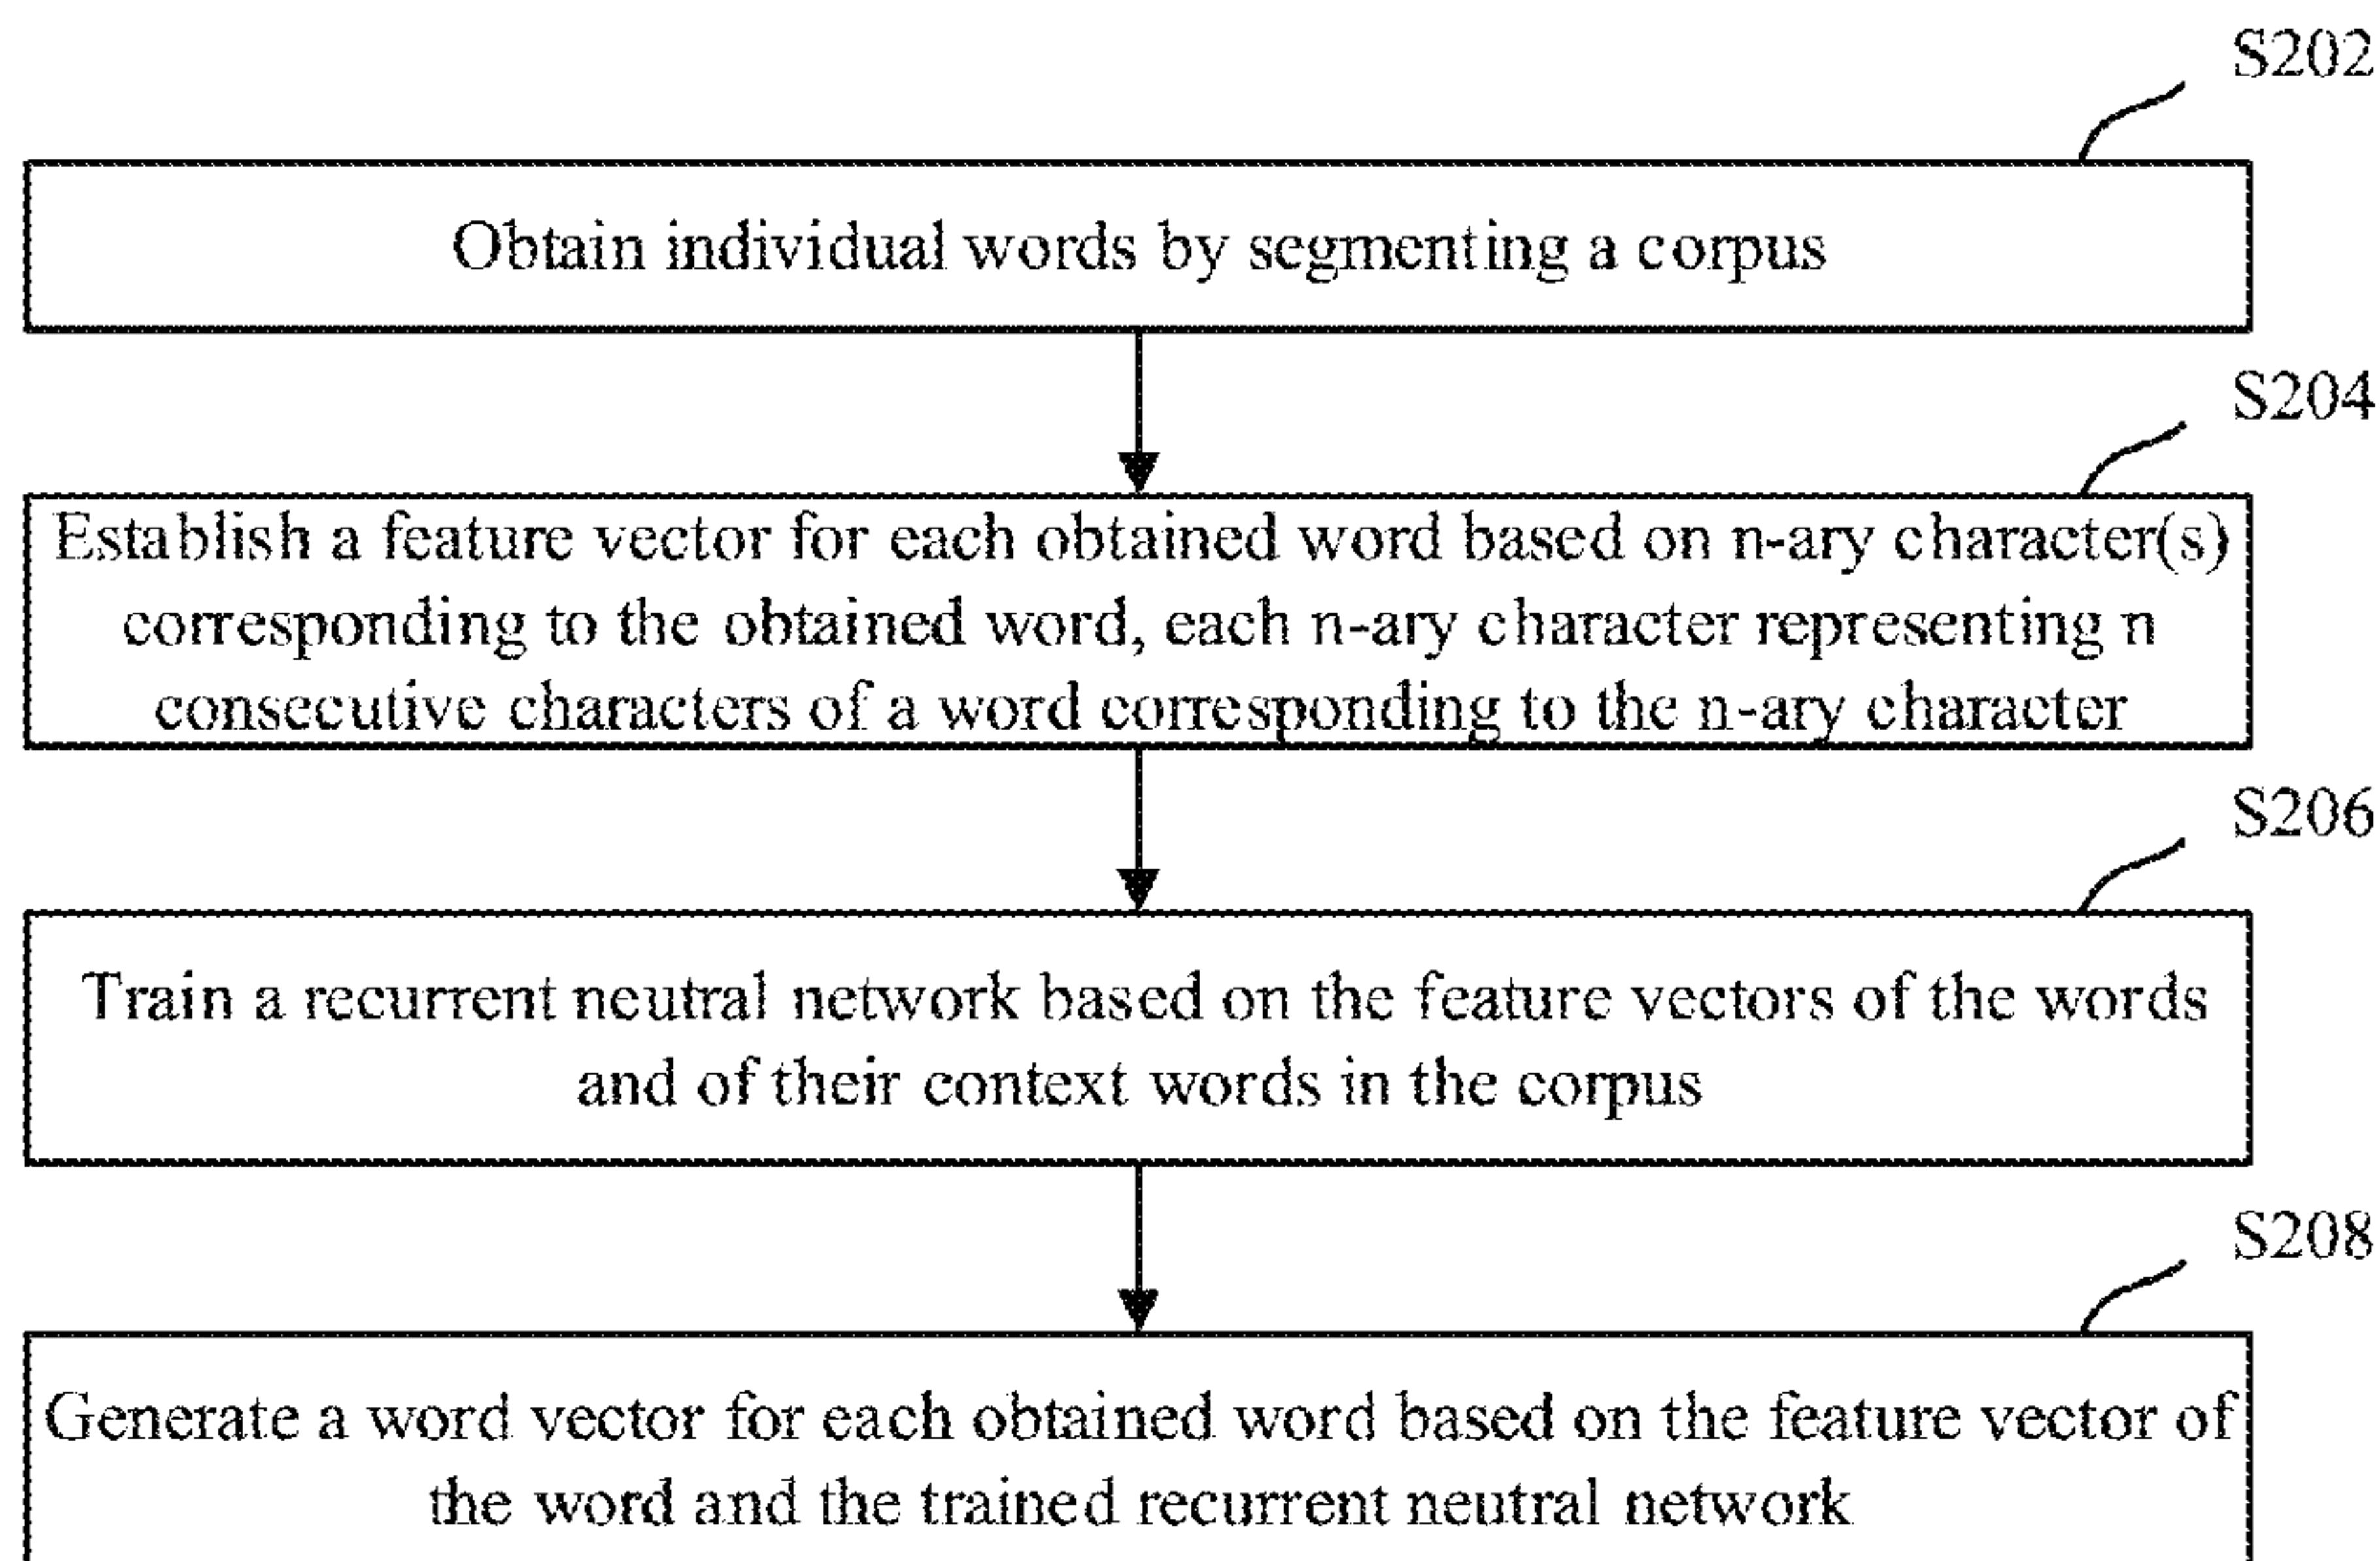 S202
Obtain individual words by segmenting a corpus
S204
Establish a feature vector for each obtained word based on n-ary character(s)
corresponding to the obtained word, each n-ary character representing n
consecutive characters of a word corresponding to the n-ary character
S206
Train a recurrent neutral network based on the feature vectors of the words
and of their context words in the corpus
S208
Generate a word vector for each obtained word based on the feature vector of
the word and the trained recurrent neutral network